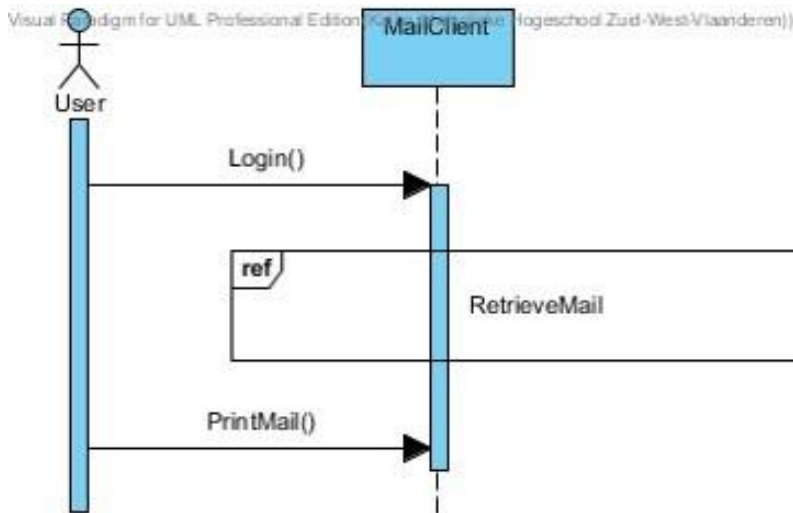 Visual Paradigm for UML Professional Edition Hogeschool Zuid-West-Vlaanderen)
MailClient
User
Login()
ref
RetrieveMail
PrintMail()